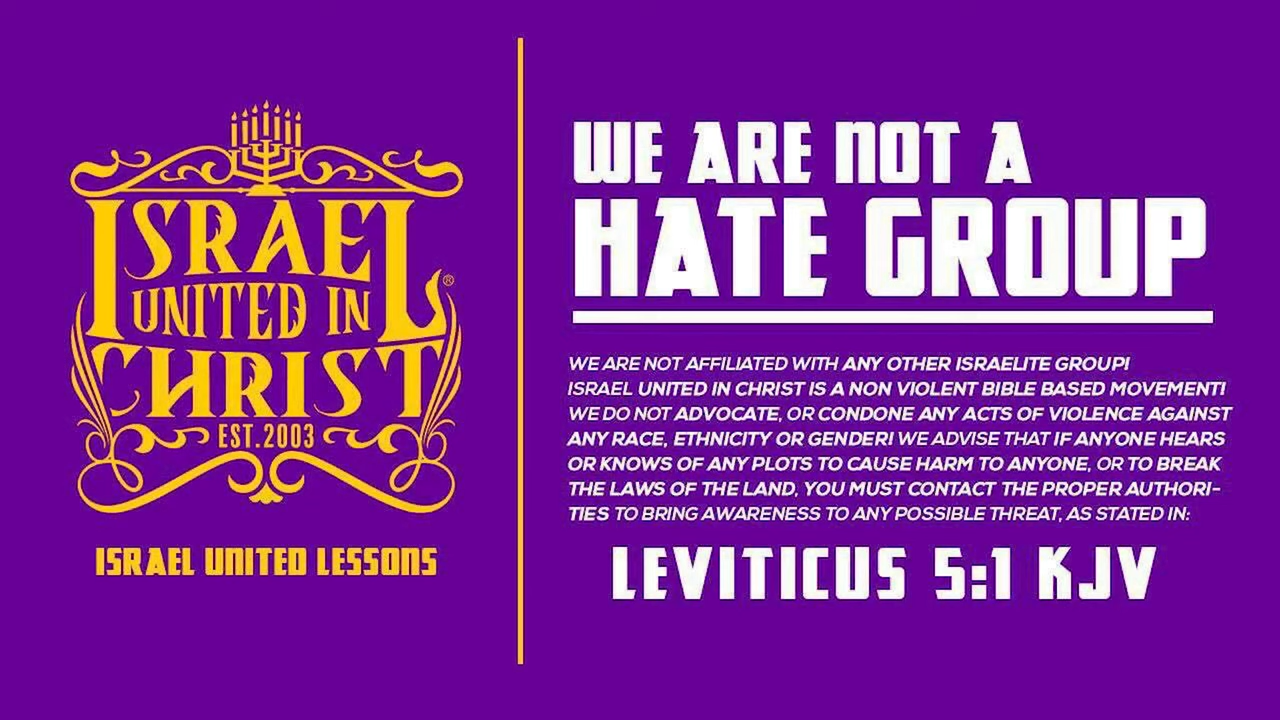 ISRAEL
UNITED IN
CHRIST
EST.2003
®
ISRAEL UNITED LESSONS
WE ARE NOT A
HATE GROUP
WE ARE NOT AFFILIATED WITH ANY OTHER ISRAELITE GROUP!
ISRAEL UNITED IN CHRIST IS A NON VIOLENT BIBLE BASED MOVEMENT!
WE DO NOT ADVOCATE, OR CONDONE ANY ACTS OF VIOLENCE AGAINST
ANY RACE, ETHNICITY OR GENDER! WE ADVISE THAT IF ANYONE HEARS
OR KNOWS OF ANY PLOTS TO CAUSE HARM TO ANYONE, OR TO BREAK
THE LAWS OF THE LAND, YOU MUST CONTACT THE PROPER AUTHORI-
TIES TO BRING AWARENESS TO ANY POSSIBLE THREAT, AS STATED IN:
LEVITICUS 5:1 KJV